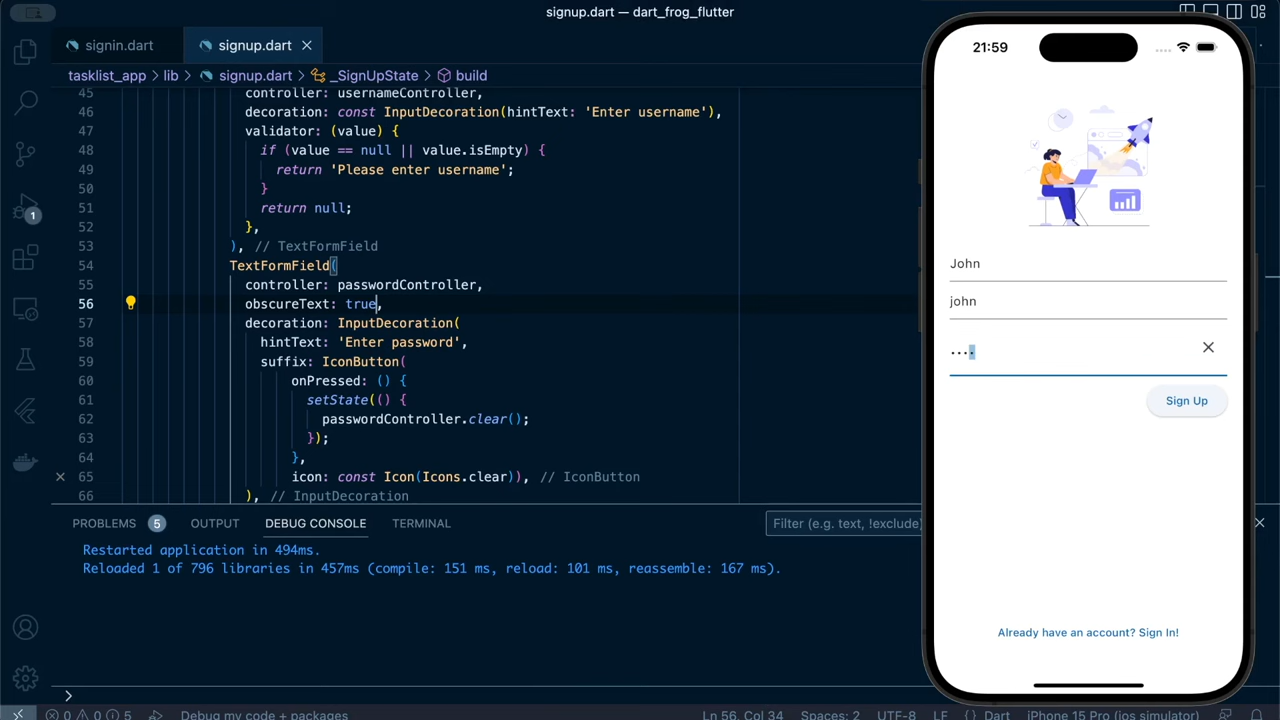 signup.dart — dart_frog_flutter
signin.dart
signup.dart
tasklist_app > lib > signup.dart > _SignUpState > build
45 controller: usernameController,
46 decoration: const InputDecoration(hintText: 'Enter username'),
47 validator: (value) {
48 if (value == null || value.isEmpty) {
49 return 'Please enter username';
50 }
51 return null;
52 },
53 ), // TextFormField
54 TextFormField(
55 controller: passwordController,
56 obscureText: true,
57 decoration: InputDecoration(
58 hintText: 'Enter password',
59 suffix: IconButton(
60 onPressed: () {
61 setState(() {
62 passwordController.clear();
63 });
64 },
65 icon: const Icon(Icons.clear)), // IconButton
66 ), // InputDecoration
1
PROBLEMS 5 OUTPUT DEBUG CONSOLE TERMINAL
Filter (e.g. text, !exclude)
Restarted application in 494ms.
Reloaded 1 of 796 libraries in 457ms (compile: 151 ms, reload: 101 ms, reassemble: 167 ms).
>
0 0 5 Debug my code + packages
Ln 56, Col 34 Spaces: 2 UTF-8 LF {} Dart iPhone 15 Pro (ios simulator)
21:59
John
john
....
Sign Up
Already have an account? Sign In!